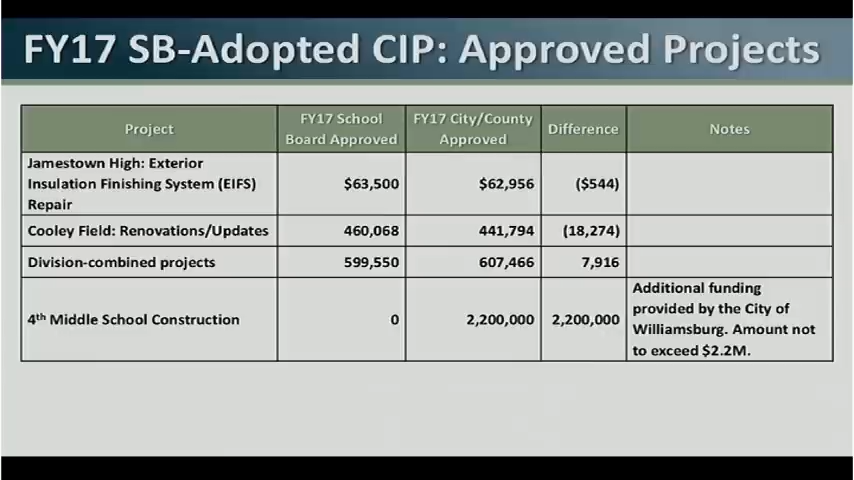 FY17 SB-Adopted CIP: Approved Projects
Project
FY17 School
Board Approved
FY17 City/County
Approved
Difference
Notes
Jamestown High: Exterior
Insulation Finishing System (EIFS)
Repair
$63,500
$62,956
($544)
Cooley Field: Renovations/Updates
460,068
441,794
(18,274)
Division-combined projects
599,550
607,466
7,916
4th Middle School Construction
0
2,200,000
2,200,000
Additional funding
provided by the City of
Williamsburg. Amount not
to exceed $2.2M.